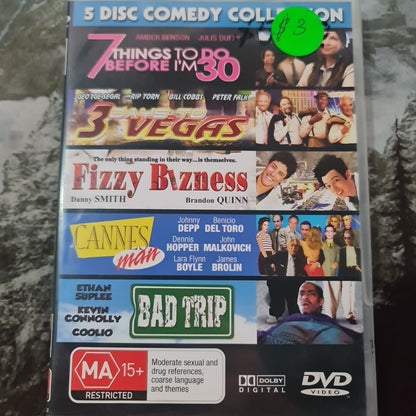 5 DISC COMEDY COLLECTION
$3
AMBER BENSON JULIE DUFFY
7 THINGS TO DO
BEFORE I'M 30
GEORGE SEGAL RIP TORN BILL COBBS PETER FALK
3 VEGAS
The only thing standing in their way...is themselves.
Fizzy Bizness
Danny SMITH Brandon QUINN
CANNES
man
Johnny DEPP Benicio DEL TORO
Dennis HOPPER John MALKOVICH
Lara Flynn BOYLE James BROLIN
ETHAN SUPLEE
KEVIN CONNOLLY
COOLIO
BAD TRIP
MA 15+
RESTRICTED
Moderate sexual and
drug references,
coarse language
and themes
DOLBY
DIGITAL
DVD
VIDEO